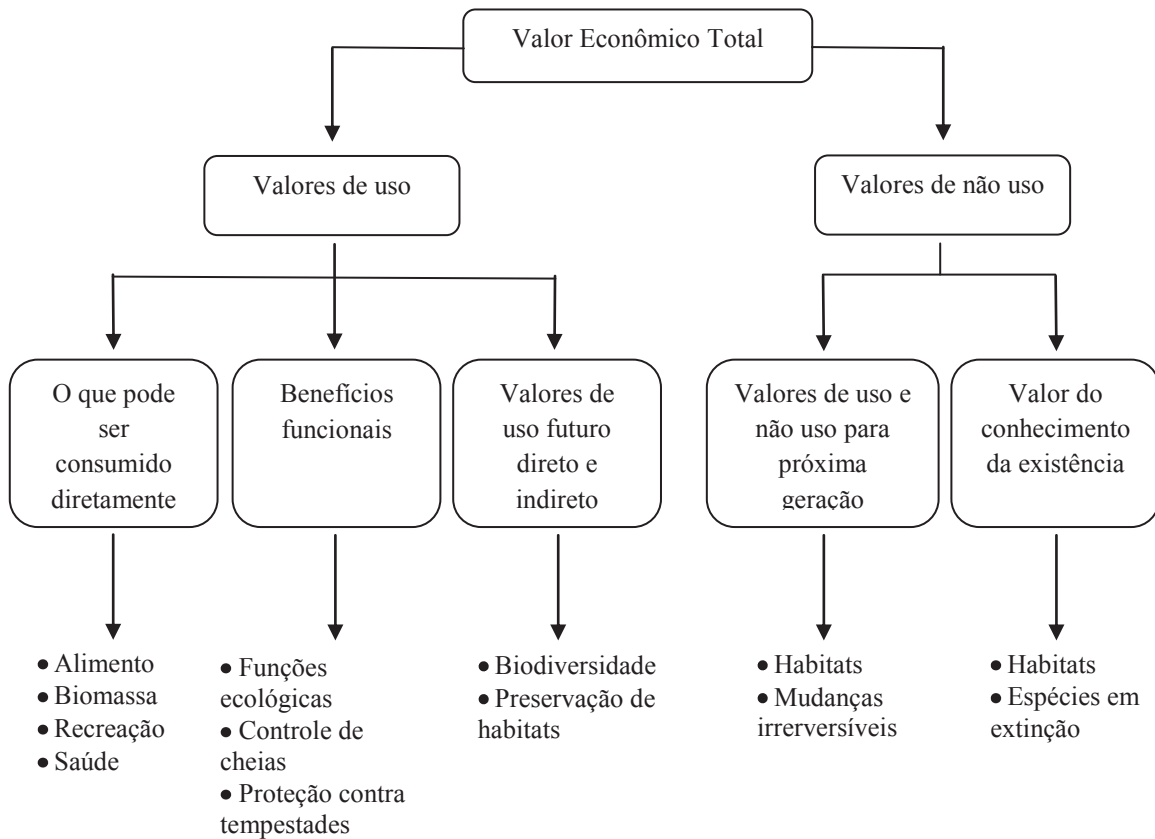 Valor Econômico Total
Valores de uso
Valores de não uso
O que pode
ser
consumido
diretamente
Benefícios
funcionais
Valores de
uso futuro
direto e
indireto
Valores de uso e
não uso para
próxima
geração
Valor do
conhecimento
da existência
• Alimento
• Biomassa
• Recreação
• Saúde
• Funções
ecológicas
• Controle de
cheias
• Proteção contra
tempestades
• Biodiversidade
• Preservação de
habitats
• Habitats
• Mudanças
irrerversíveis
• Habitats
• Espécies em
extinção